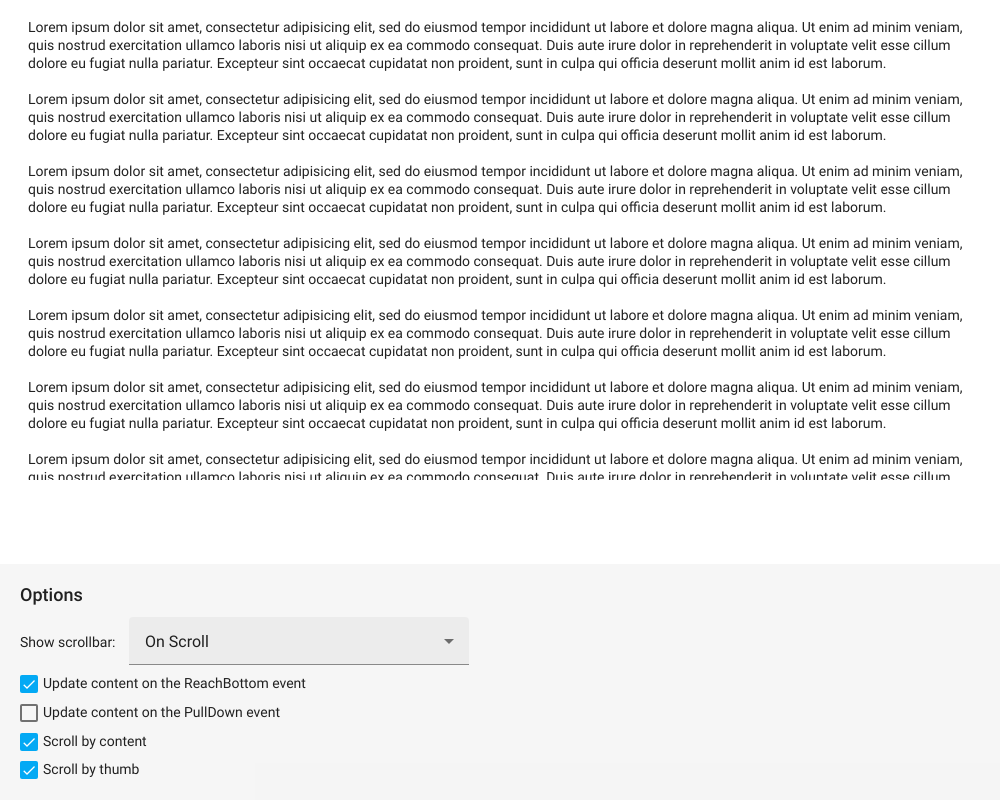 Lorem ipsum dolor sit amet, consectetur adipisicing elit, sed do eiusmod tempor incididunt ut labore et dolore magna aliqua. Ut enim ad minim veniam,
quis nostrud exercitation ullamco laboris nisi ut aliquip ex ea commodo consequat. Duis aute irure dolor in reprehenderit in voluptate velit esse cillum
dolore eu fugiat nulla pariatur. Excepteur sint occaecat cupidatat non proident, sunt in culpa qui officia deserunt mollit anim id est laborum.
Lorem ipsum dolor sit amet, consectetur adipisicing elit, sed do eiusmod tempor incididunt ut labore et dolore magna aliqua. Ut enim ad minim veniam,
quis nostrud exercitation ullamco laboris nisi ut aliquip ex ea commodo consequat. Duis aute irure dolor in reprehenderit in voluptate velit esse cillum
dolore eu fugiat nulla pariatur. Excepteur sint occaecat cupidatat non proident, sunt in culpa qui officia deserunt mollit anim id est laborum.
Lorem ipsum dolor sit amet, consectetur adipisicing elit, sed do eiusmod tempor incididunt ut labore et dolore magna aliqua. Ut enim ad minim veniam,
quis nostrud exercitation ullamco laboris nisi ut aliquip ex ea commodo consequat. Duis aute irure dolor in reprehenderit in voluptate velit esse cillum
dolore eu fugiat nulla pariatur. Excepteur sint occaecat cupidatat non proident, sunt in culpa qui officia deserunt mollit anim id est laborum.
Lorem ipsum dolor sit amet, consectetur adipisicing elit, sed do eiusmod tempor incididunt ut labore et dolore magna aliqua. Ut enim ad minim veniam,
quis nostrud exercitation ullamco laboris nisi ut aliquip ex ea commodo consequat. Duis aute irure dolor in reprehenderit in voluptate velit esse cillum
dolore eu fugiat nulla pariatur. Excepteur sint occaecat cupidatat non proident, sunt in culpa qui officia deserunt mollit anim id est laborum.
Lorem ipsum dolor sit amet, consectetur adipisicing elit, sed do eiusmod tempor incididunt ut labore et dolore magna aliqua. Ut enim ad minim veniam,
quis nostrud exercitation ullamco laboris nisi ut aliquip ex ea commodo consequat. Duis aute irure dolor in reprehenderit in voluptate velit esse cillum
dolore eu fugiat nulla pariatur. Excepteur sint occaecat cupidatat non proident, sunt in culpa qui officia deserunt mollit anim id est laborum.
Lorem ipsum dolor sit amet, consectetur adipisicing elit, sed do eiusmod tempor incididunt ut labore et dolore magna aliqua. Ut enim ad minim veniam,
quis nostrud exercitation ullamco laboris nisi ut aliquip ex ea commodo consequat. Duis aute irure dolor in reprehenderit in voluptate velit esse cillum
dolore eu fugiat nulla pariatur. Excepteur sint occaecat cupidatat non proident, sunt in culpa qui officia deserunt mollit anim id est laborum.
Lorem ipsum dolor sit amet, consectetur adipisicing elit, sed do eiusmod tempor incididunt ut labore et dolore magna aliqua. Ut enim ad minim veniam,
quis nostrud exercitation ullamco laboris nisi ut aliquip ex ea commodo consequat. Duis aute irure dolor in reprehenderit in voluptate velit esse cillum
Options
Show scrollbar: On Scroll
Update content on the ReachBottom event
Update content on the PullDown event
Scroll by content
Scroll by thumb